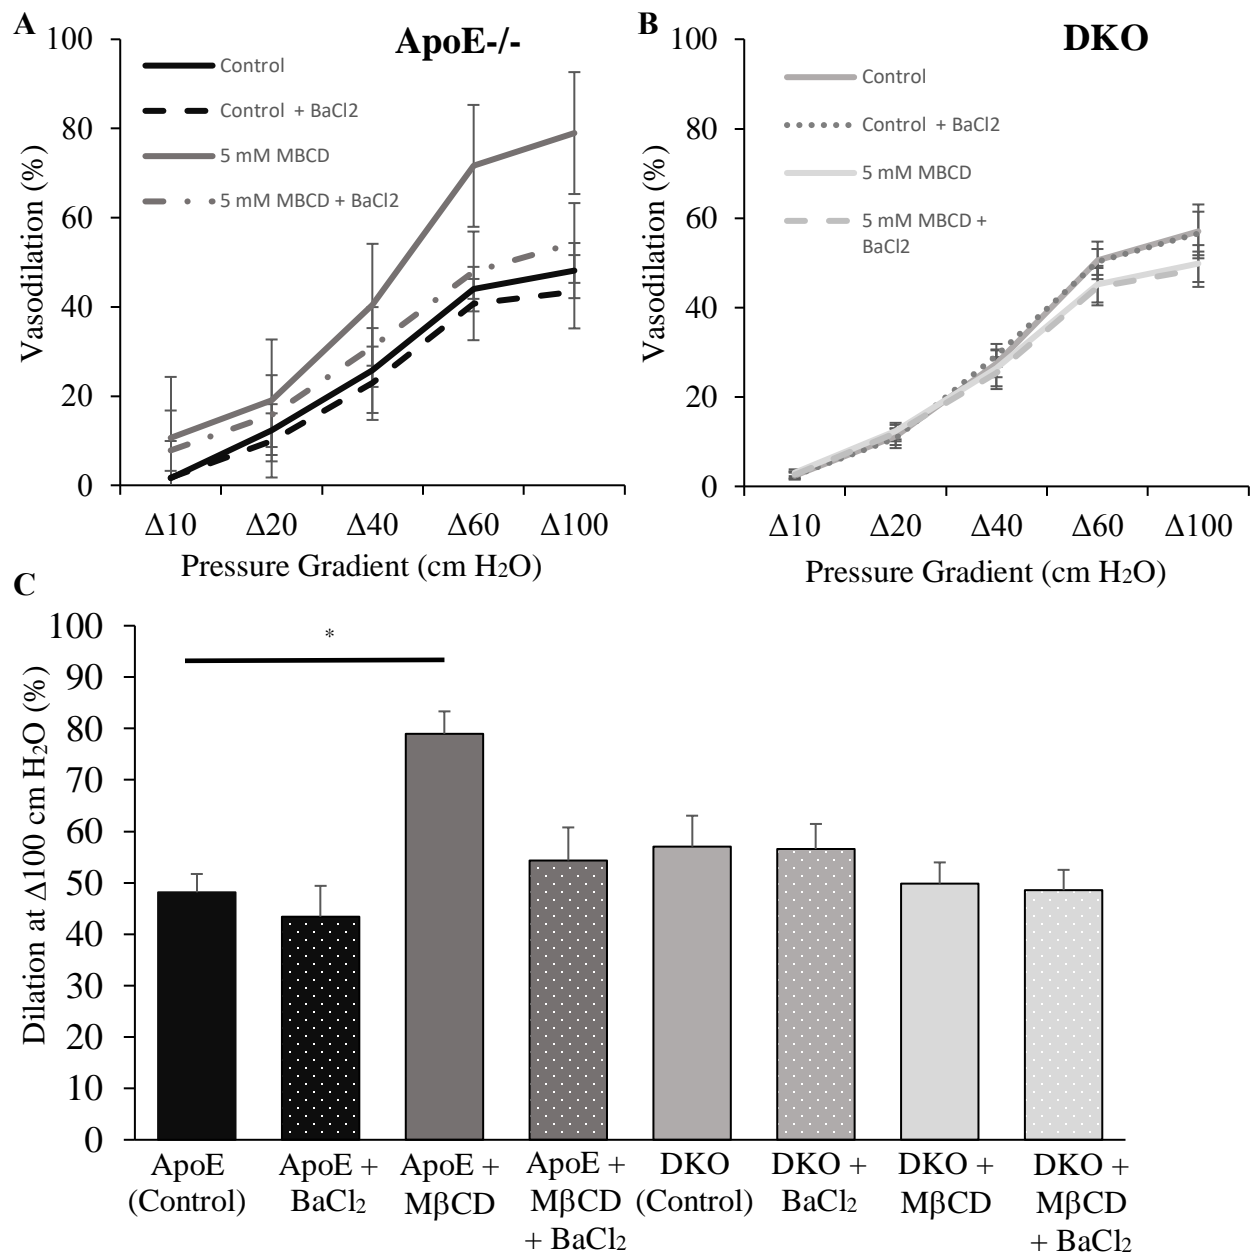 A
ApoE-/-
100
80
60
40
20
0
Vasodilation (%)
Control
Control + BaCl2
5 mM MBCD
5 mM MBCD + BaCl2
Δ10 Δ20 Δ40 Δ60 Δ100
Pressure Gradient (cm H₂O)
B
DKO
100
80
60
40
20
0
Vasodilation (%)
Control
Control + BaCl2
5 mM MBCD
5 mM MBCD +
BaCl2
Δ10 Δ20 Δ40 Δ60 Δ100
Pressure Gradient (cm H₂O)
C
100
90
80
70
60
50
40
30
20
10
0
Dilation at Δ100 cm H₂O (%)
*
ApoE
(Control)
ApoE +
BaCl₂
ApoE +
MβCD
ApoE +
MβCD
+ BaCl₂
DKO
(Control)
DKO +
BaCl₂
DKO +
MβCD
DKO +
MβCD
+ BaCl₂